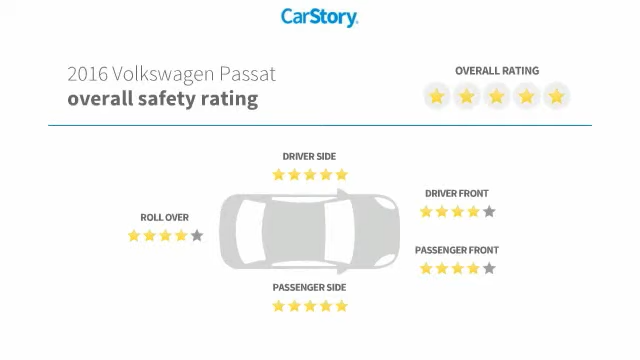 CarStory®
2016 Volkswagen Passat
overall safety rating
OVERALL RATING
DRIVER SIDE
DRIVER FRONT
ROLL OVER
PASSENGER FRONT
PASSENGER SIDE